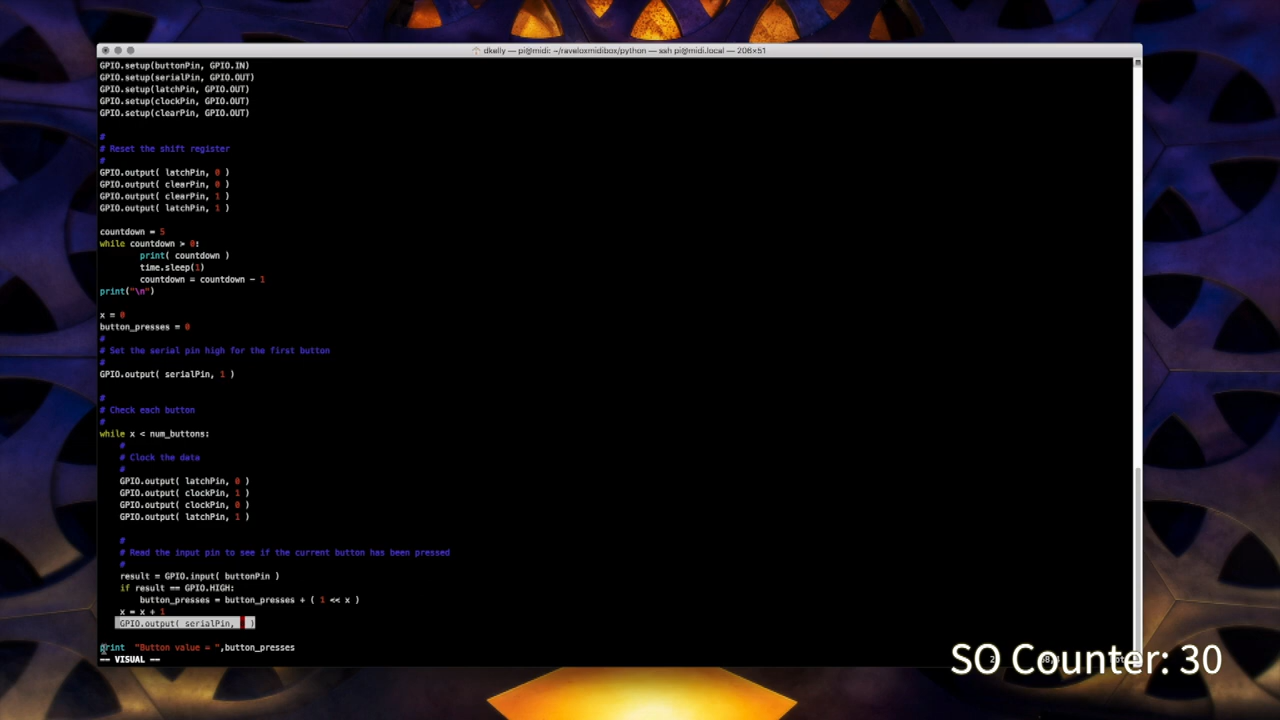 dkelly — pi@midi: ~/raveloxmidibox/python — ssh pi@midi.local — 206×51
GPIO.setup(buttonPin, GPIO.IN)
GPIO.setup(serialPin, GPIO.OUT)
GPIO.setup(latchPin, GPIO.OUT)
GPIO.setup(clockPin, GPIO.OUT)
GPIO.setup(clearPin, GPIO.OUT)
#
# Reset the shift register
#
GPIO.output( latchPin, 0 )
GPIO.output( clearPin, 0 )
GPIO.output( clearPin, 1 )
GPIO.output( latchPin, 1 )
countdown = 5
while countdown > 0:
print( countdown )
time.sleep(1)
countdown = countdown - 1
print("\n")
x = 0
button_presses = 0
#
# Set the serial pin high for the first button
#
GPIO.output( serialPin, 1 )
#
# Check each button
#
while x < num_buttons:
#
# Clock the data
#
GPIO.output( latchPin, 0 )
GPIO.output( clockPin, 1 )
GPIO.output( clockPin, 0 )
GPIO.output( latchPin, 1 )
#
# Read the input pin to see if the current button has been pressed
#
result = GPIO.input( buttonPin )
if result == GPIO.HIGH:
button_presses = button_presses + ( 1 << x )
x = x + 1
GPIO.output( serialPin, )
print "Button value = ",button_presses
-- VISUAL --
SO Counter: 30